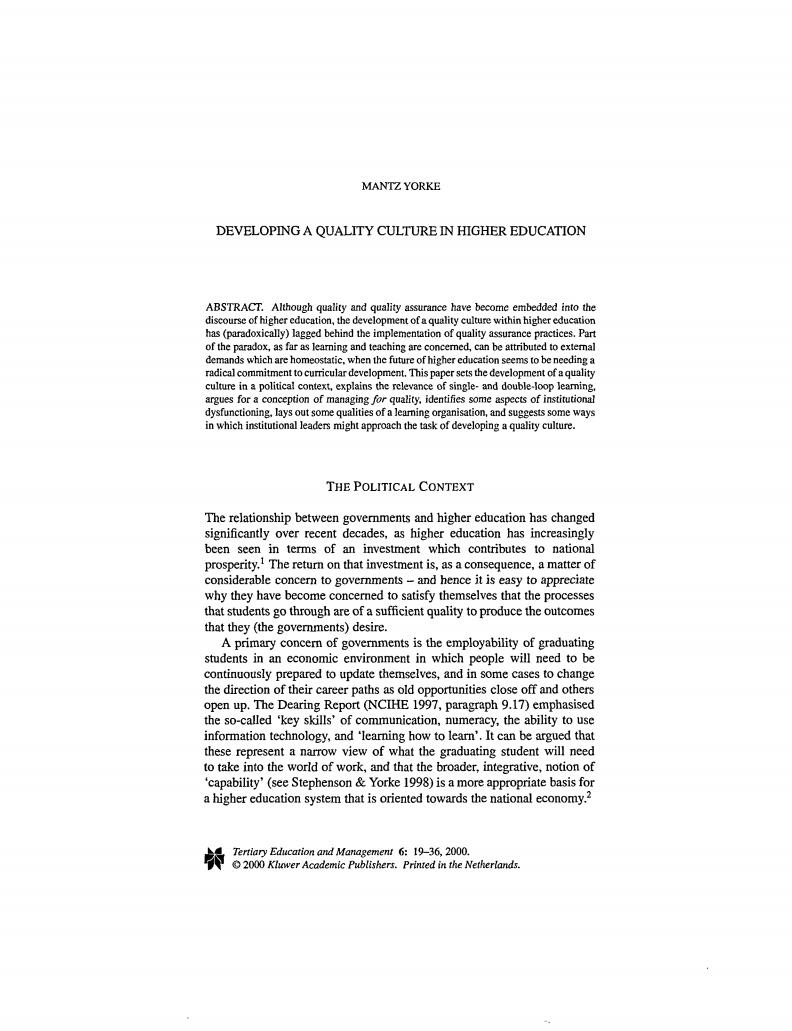 MANTZ YORKE
DEVELOPING A QUALITY CULTURE IN HIGHER EDUCATION
ABSTRACT. Although quality and quality assurance have become embedded into the
discourse of higher education, the development of a quality culture within higher education
has (paradoxically) lagged behind the implementation of quality assurance practices. Part
of the paradox, as far as learning and teaching are concerned, can be attributed to external
demands which are homeostatic, when the future of higher education seems to be needing a
radical commitment to curricular development. This paper sets the development of a quality
culture in a political context, explains the relevance of single- and double-loop learning,
argues for a conception of managing for quality, identifies some aspects of institutional
dysfunctioning, lays out some qualities of a learning organisation, and suggests some ways
in which institutional leaders might approach the task of developing a quality culture.
THE POLITICAL CONTEXT
The relationship between governments and higher education has changed
significantly over recent decades, as higher education has increasingly
been seen in terms of an investment which contributes to national
prosperity.1 The return on that investment is, as a consequence, a matter of
considerable concern to governments – and hence it is easy to appreciate
why they have become concerned to satisfy themselves that the processes
that students go through are of a sufficient quality to produce the outcomes
that they (the governments) desire.
A primary concern of governments is the employability of graduating
students in an economic environment in which people will need to be
continuously prepared to update themselves, and in some cases to change
the direction of their career paths as old opportunities close off and others
open up. The Dearing Report (NCIHE 1997, paragraph 9.17) emphasised
the so-called ‘key skills’ of communication, numeracy, the ability to use
information technology, and ‘learning how to learn’. It can be argued that
these represent a narrow view of what the graduating student will need
to take into the world of work, and that the broader, integrative, notion of
‘capability’ (see Stephenson & Yorke 1998) is a more appropriate basis for
a higher education system that is oriented towards the national economy.2
Tertiary Education and Management 6: 19–36, 2000.
© 2000 Kluwer Academic Publishers. Printed in the Netherlands.